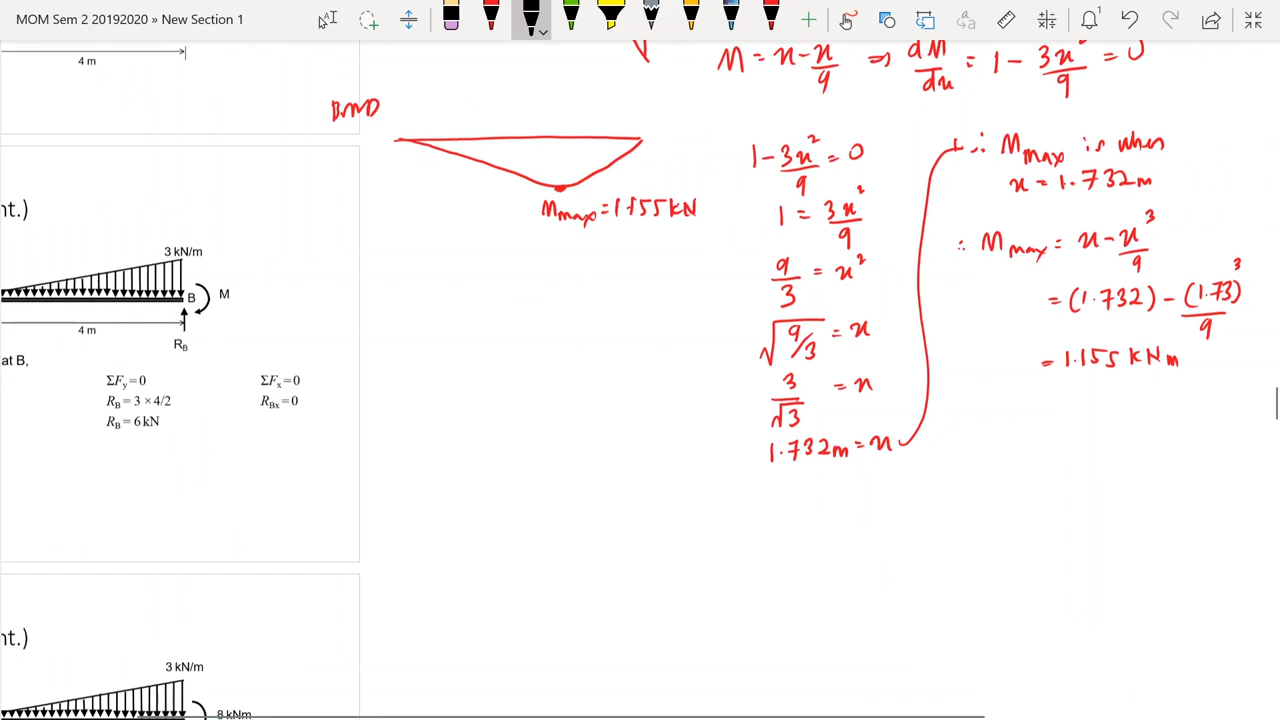 MOM Sem 2 20192020 » New Section 1
4 m
M = x - x/9 ⇒ dM/dx = 1 - 3x²/9 = 0
BMD
Mmax = 1.155 kN
nt.)
3 kN/m
B
M
4 m
RB
at B,
ΣFy = 0
ΣFx = 0
RB = 3 × 4/2
RBx = 0
RB = 6 kN
1 - 3x²/9 = 0
1 = 3x²/9
9/3 = x²
√9/3 = x
3/√3 = x
1.732m = x
∴ Mmax is when
x = 1.732m
∴ Mmax = x - x³/9
= (1.732) - (1.73)³/9
= 1.155 kNm
nt.)
3 kN/m
8 kNm